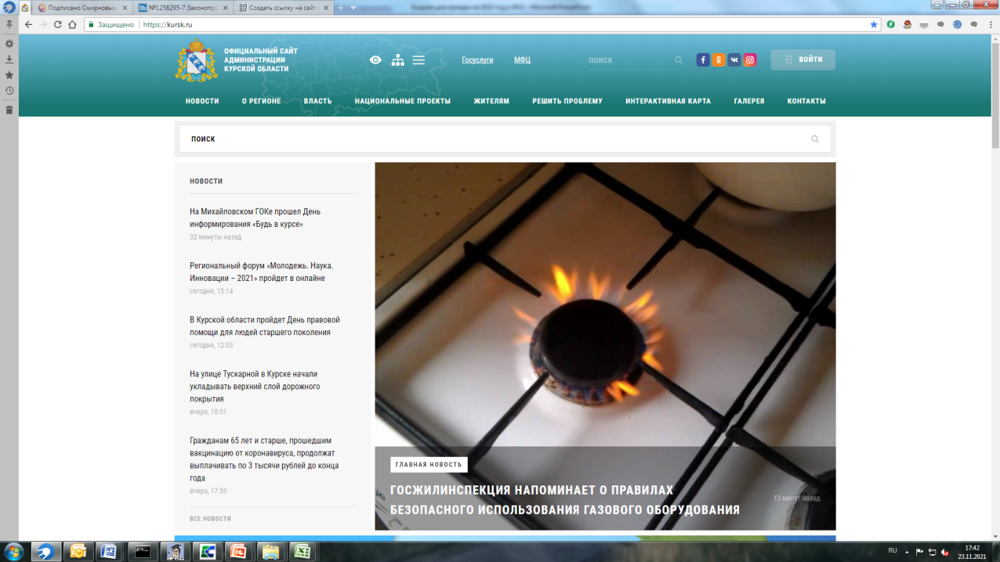 Подписано Смирновым
№1258295-7 Законопро
Создать ссылку на сайт
Защищено
https://kursk.ru
ОФИЦИАЛЬНЫЙ САЙТ
АДМИНИСТРАЦИИ
КУРСКОЙ ОБЛАСТИ
Госуслуги
МФЦ
ПОИСК
ВОЙТИ
НОВОСТИ
О РЕГИОНЕ
ВЛАСТЬ
НАЦИОНАЛЬНЫЕ ПРОЕКТЫ
ЖИТЕЛЯМ
РЕШИТЬ ПРОБЛЕМУ
ИНТЕРАКТИВНАЯ КАРТА
ГАЛЕРЕЯ
КОНТАКТЫ
ПОИСК
НОВОСТИ
На Михайловском ГОКе прошел День
информирования «Будь в курсе»
32 минуты назад
Региональный форум «Молодежь. Наука.
Инновации – 2021» пройдет в онлайне
сегодня, 15:14
В Курской области пройдет День правовой
помощи для людей старшего поколения
сегодня, 12:03
На улице Тускарной в Курске начали
укладывать верхний слой дорожного
покрытия
вчера, 18:01
Гражданам 65 лет и старше, прошедшим
вакцинацию от коронавируса, продолжат
выплачивать по 3 тысячи рублей до конца
года
вчера, 17:50
ВСЕ НОВОСТИ
ГЛАВНАЯ НОВОСТЬ
ГОСЖИЛИНСПЕКЦИЯ НАПОМИНАЕТ О ПРАВИЛАХ
БЕЗОПАСНОГО ИСПОЛЬЗОВАНИЯ ГАЗОВОГО ОБОРУДОВАНИЯ
13 минут назад
RU
17:42
23.11.2021